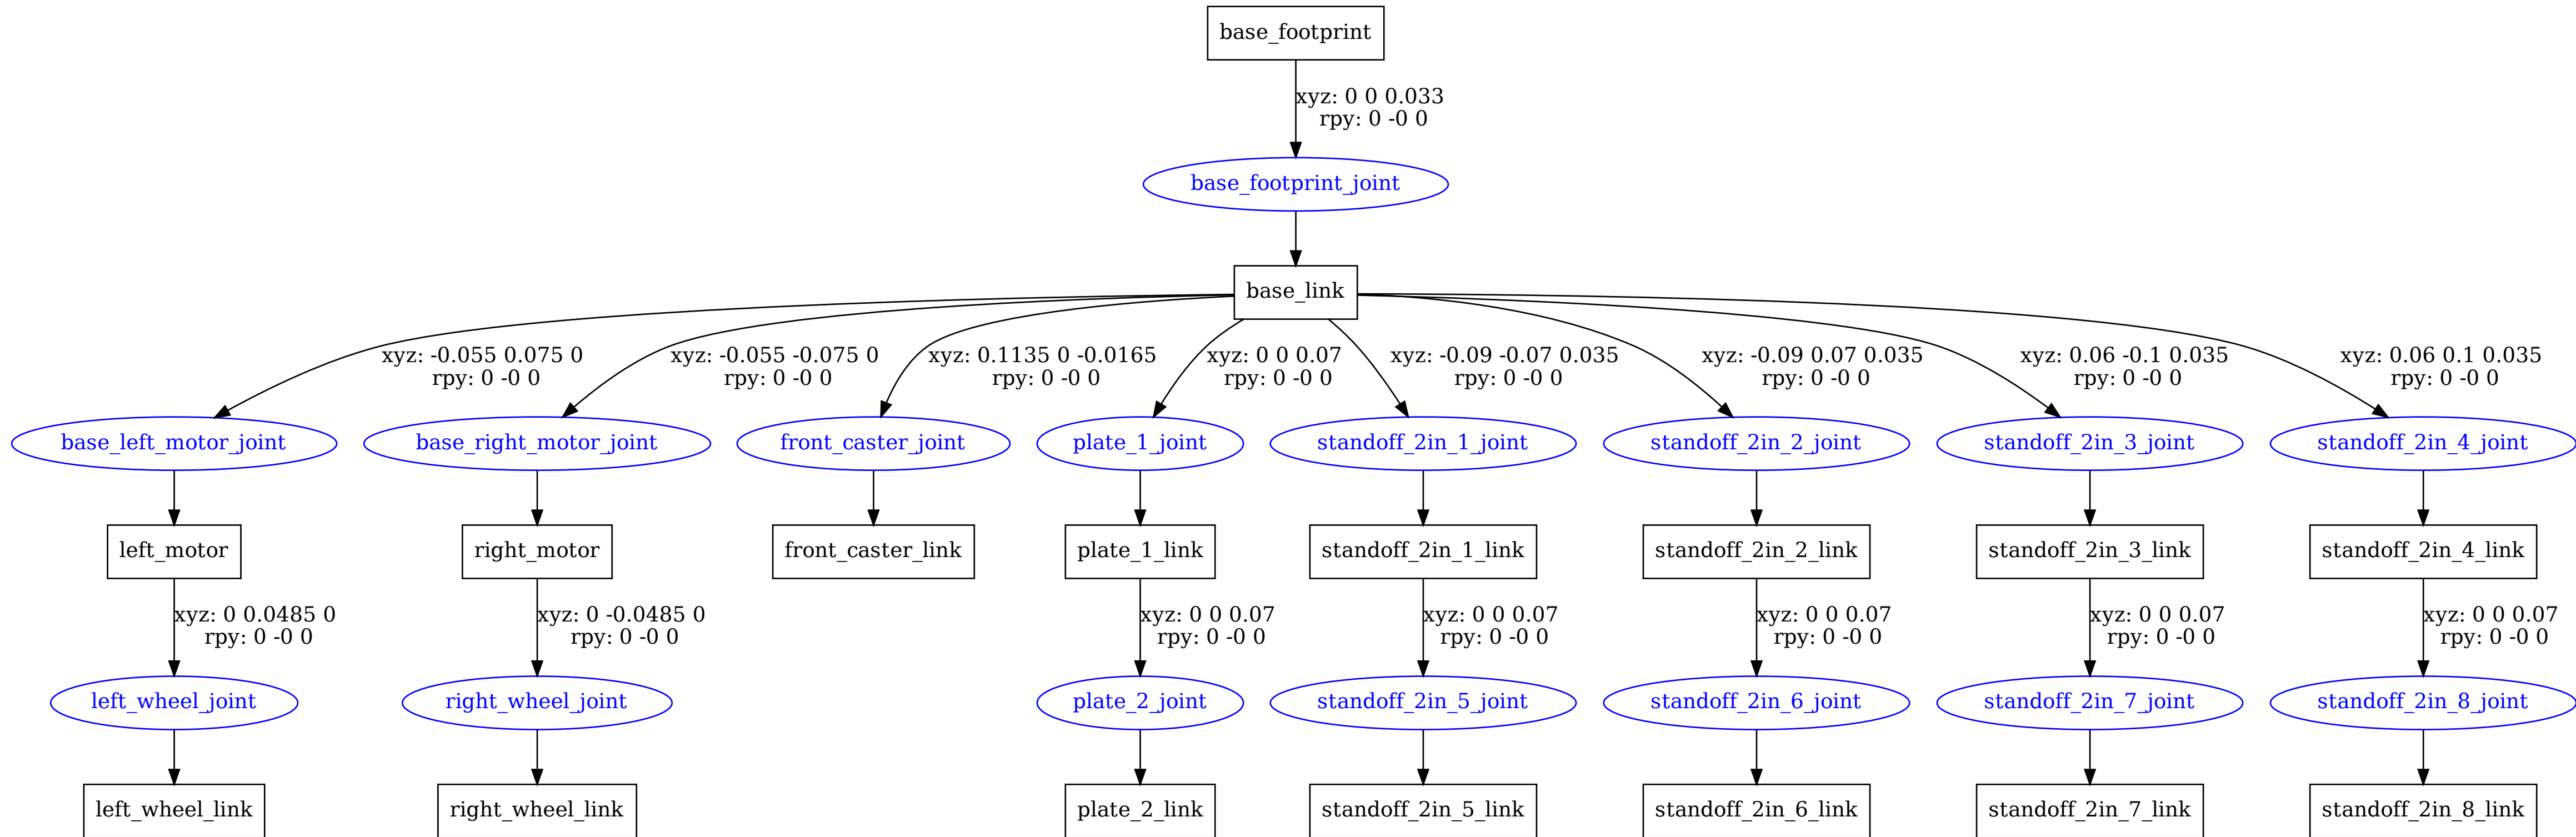 base_footprint
xyz: 0 0 0.033
rpy: 0 -0 0
base_footprint_joint
base_link
xyz: -0.055 0.075 0
rpy: 0 -0 0
xyz: -0.055 -0.075 0
rpy: 0 -0 0
xyz: 0.1135 0 -0.0165
rpy: 0 -0 0
xyz: 0 0 0.07
rpy: 0 -0 0
xyz: -0.09 -0.07 0.035
rpy: 0 -0 0
xyz: -0.09 0.07 0.035
rpy: 0 -0 0
xyz: 0.06 -0.1 0.035
rpy: 0 -0 0
xyz: 0.06 0.1 0.035
rpy: 0 -0 0
base_left_motor_joint
base_right_motor_joint
front_caster_joint
plate_1_joint
standoff_2in_1_joint
standoff_2in_2_joint
standoff_2in_3_joint
standoff_2in_4_joint
left_motor
right_motor
front_caster_link
plate_1_link
standoff_2in_1_link
standoff_2in_2_link
standoff_2in_3_link
standoff_2in_4_link
xyz: 0 0.0485 0
rpy: 0 -0 0
xyz: 0 -0.0485 0
rpy: 0 -0 0
xyz: 0 0 0.07
rpy: 0 -0 0
xyz: 0 0 0.07
rpy: 0 -0 0
xyz: 0 0 0.07
rpy: 0 -0 0
xyz: 0 0 0.07
rpy: 0 -0 0
xyz: 0 0 0.07
rpy: 0 -0 0
left_wheel_joint
right_wheel_joint
plate_2_joint
standoff_2in_5_joint
standoff_2in_6_joint
standoff_2in_7_joint
standoff_2in_8_joint
left_wheel_link
right_wheel_link
plate_2_link
standoff_2in_5_link
standoff_2in_6_link
standoff_2in_7_link
standoff_2in_8_link